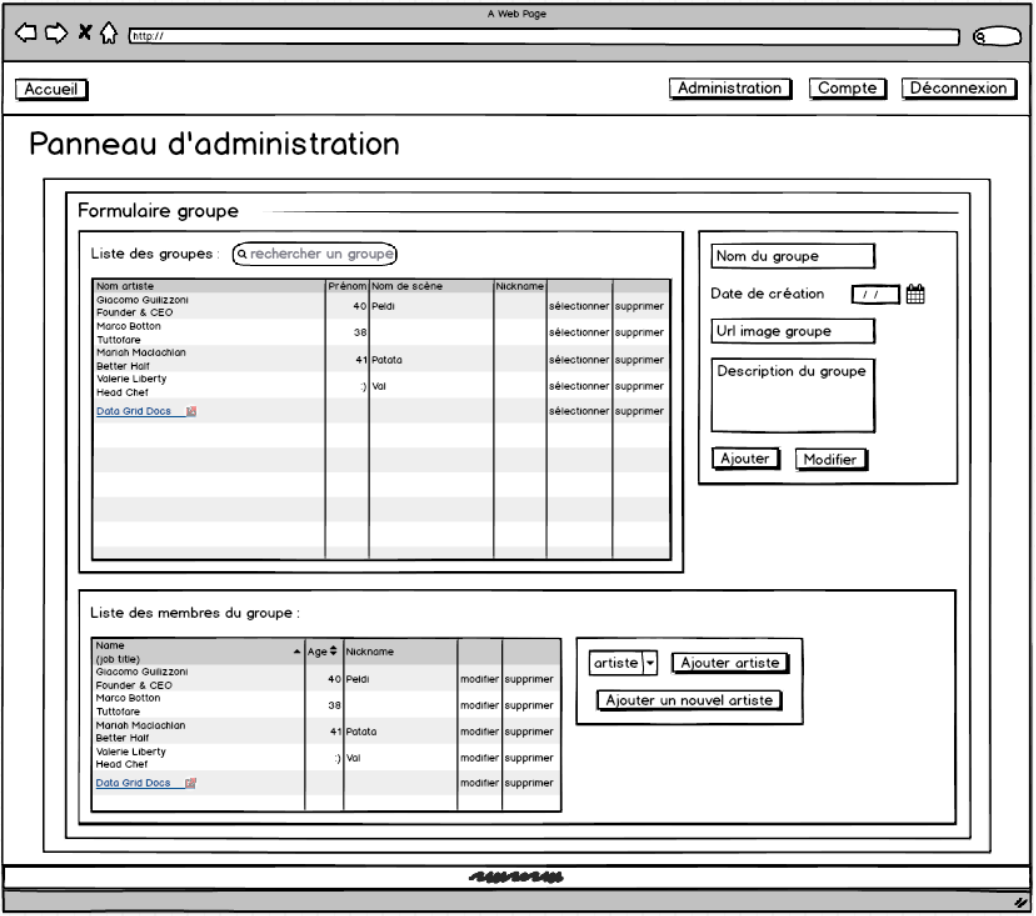 A Web Page
http://
Accueil
Administration
Compte
Déconnexion
Panneau d'administration
Formulaire groupe
Liste des groupes :
rechercher un groupe
Nom artiste Prénom Nom de scène Nickname
Giacomo Guilizzoni
Founder & CEO
40 Peldi sélectionner supprimer
Marco Botton
Tuttofare
38 sélectionner supprimer
Mariah Maclachlan
Better Half
41 Patata sélectionner supprimer
Valerie Liberty
Head Chef
:) Val sélectionner supprimer
Data Grid Docs sélectionner supprimer
Nom du groupe
Date de création / /
Url image groupe
Description du groupe
Ajouter Modifier
Liste des membres du groupe :
Name
(job title)
Age Nickname
Giacomo Guilizzoni
Founder & CEO
40 Peldi modifier supprimer
Marco Botton
Tuttofare
38 modifier supprimer
Mariah Maclachlan
Better Half
41 Patata modifier supprimer
Valerie Liberty
Head Chef
:) Val modifier supprimer
Data Grid Docs modifier supprimer
artiste Ajouter artiste
Ajouter un nouvel artiste